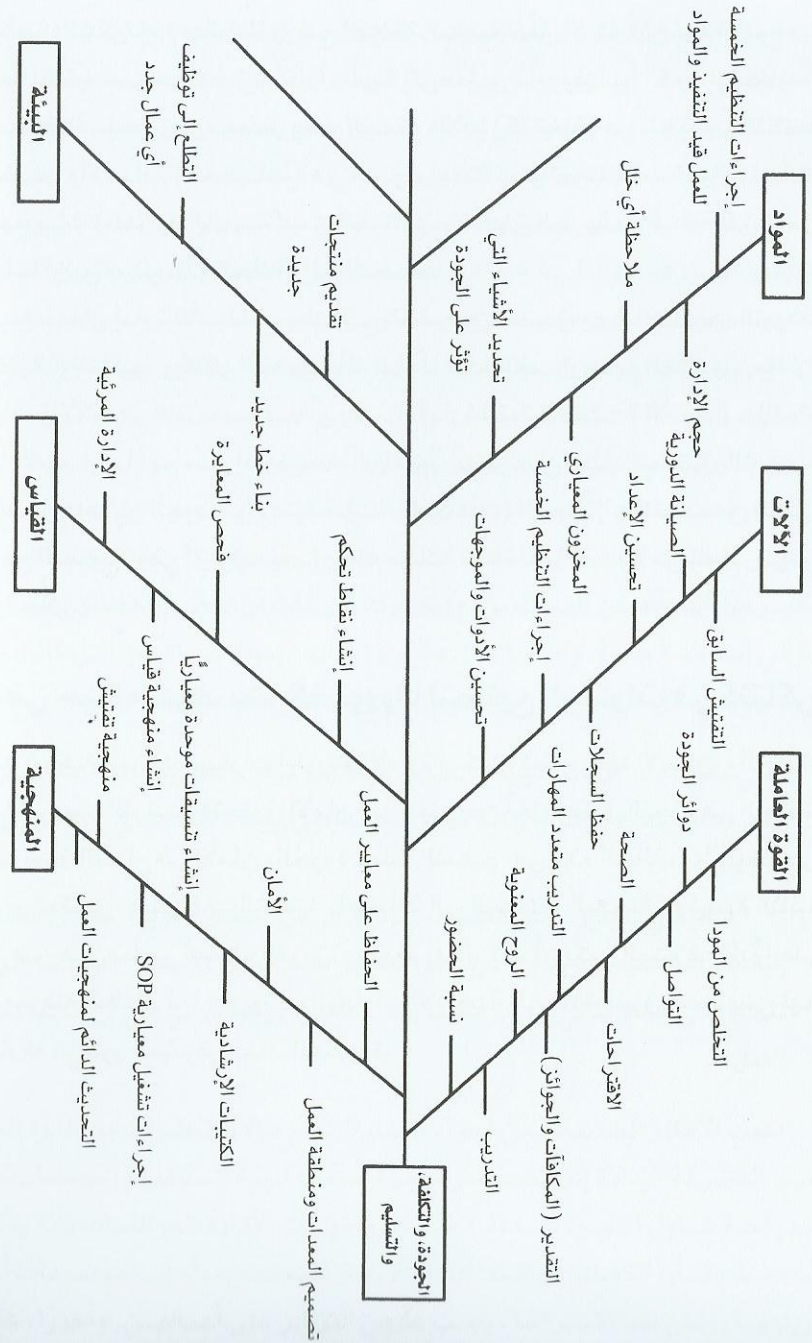 المواد
إجراءات التنظيم الخمسة
للعمل قيد التنفيذ والمواد
حجم الإدارة
ملاحظة أي خلل
المخزون المعياري
تحديد الأشياء التي
تؤثر على الجودة
الآلات
التفتيش السابق
الصيانة الدورية
تحسين الأعداد
حفظ السجلات
إجراءات التنظيم الخمسة
تحسين الأدوات والموجهات
القوة العاملة
التخلص من المودا
دوائر الجودة
التواصل
الصحة
الاقتراحات
التدريب متعدد المهارات
التقدير (المكافآت والجوائز)
الروح المعنوية
التدريب
نسبة الحضور
الجودة، والتكلفة،
والتسليم
البيئة
التطلع إلى توظيف
أي عمال جدد
بناء خط جديد
تقديم منتجات
جديدة
القياس
الإدارة المرئية
إنشاء منهجية قياس
فحص المعايرة
إنشاء تنسيقات موحدة معياريًا
إنشاء نقاط تحكم
الحفاظ على معايير العمل
المنهجية
التحديث الدائم لمنهجيات العمل
منهجية تفتيش
إجراءات تشغيل معيارية SOP
الكتيبات الإرشادية
الأمان
تصميم المعدات ومنطقة العمل